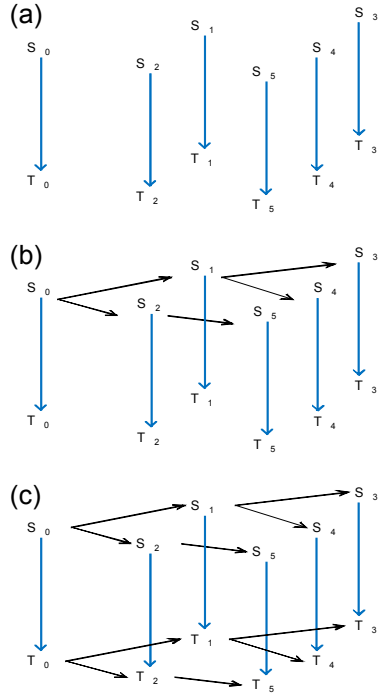 (a)
S0 S2 S1 S5 S4 S3
T0 T2 T1 T5 T4 T3
(b)
S0 S2 S1 S5 S4 S3
T0 T2 T1 T5 T4 T3
(c)
S0 S2 S1 S5 S4 S3
T0 T2 T1 T5 T4 T3